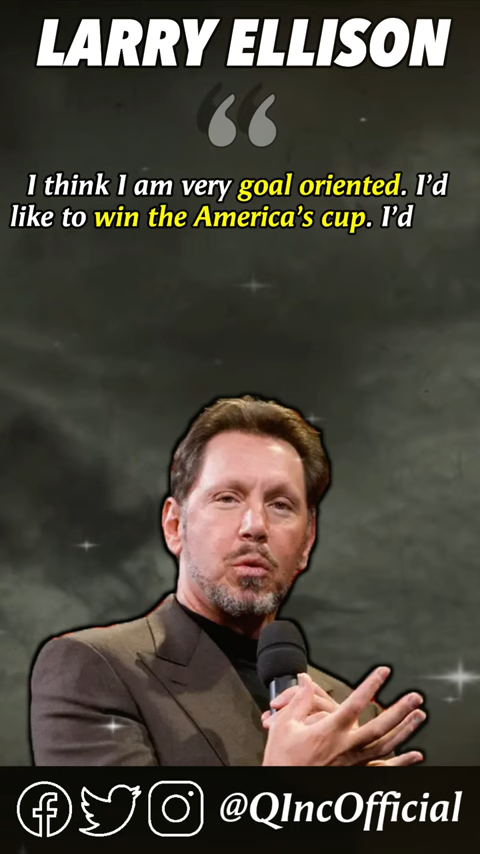 LARRY ELLISON
“
I think I am very goal oriented. I’d
like to win the America’s cup. I’d
@QIncOfficial